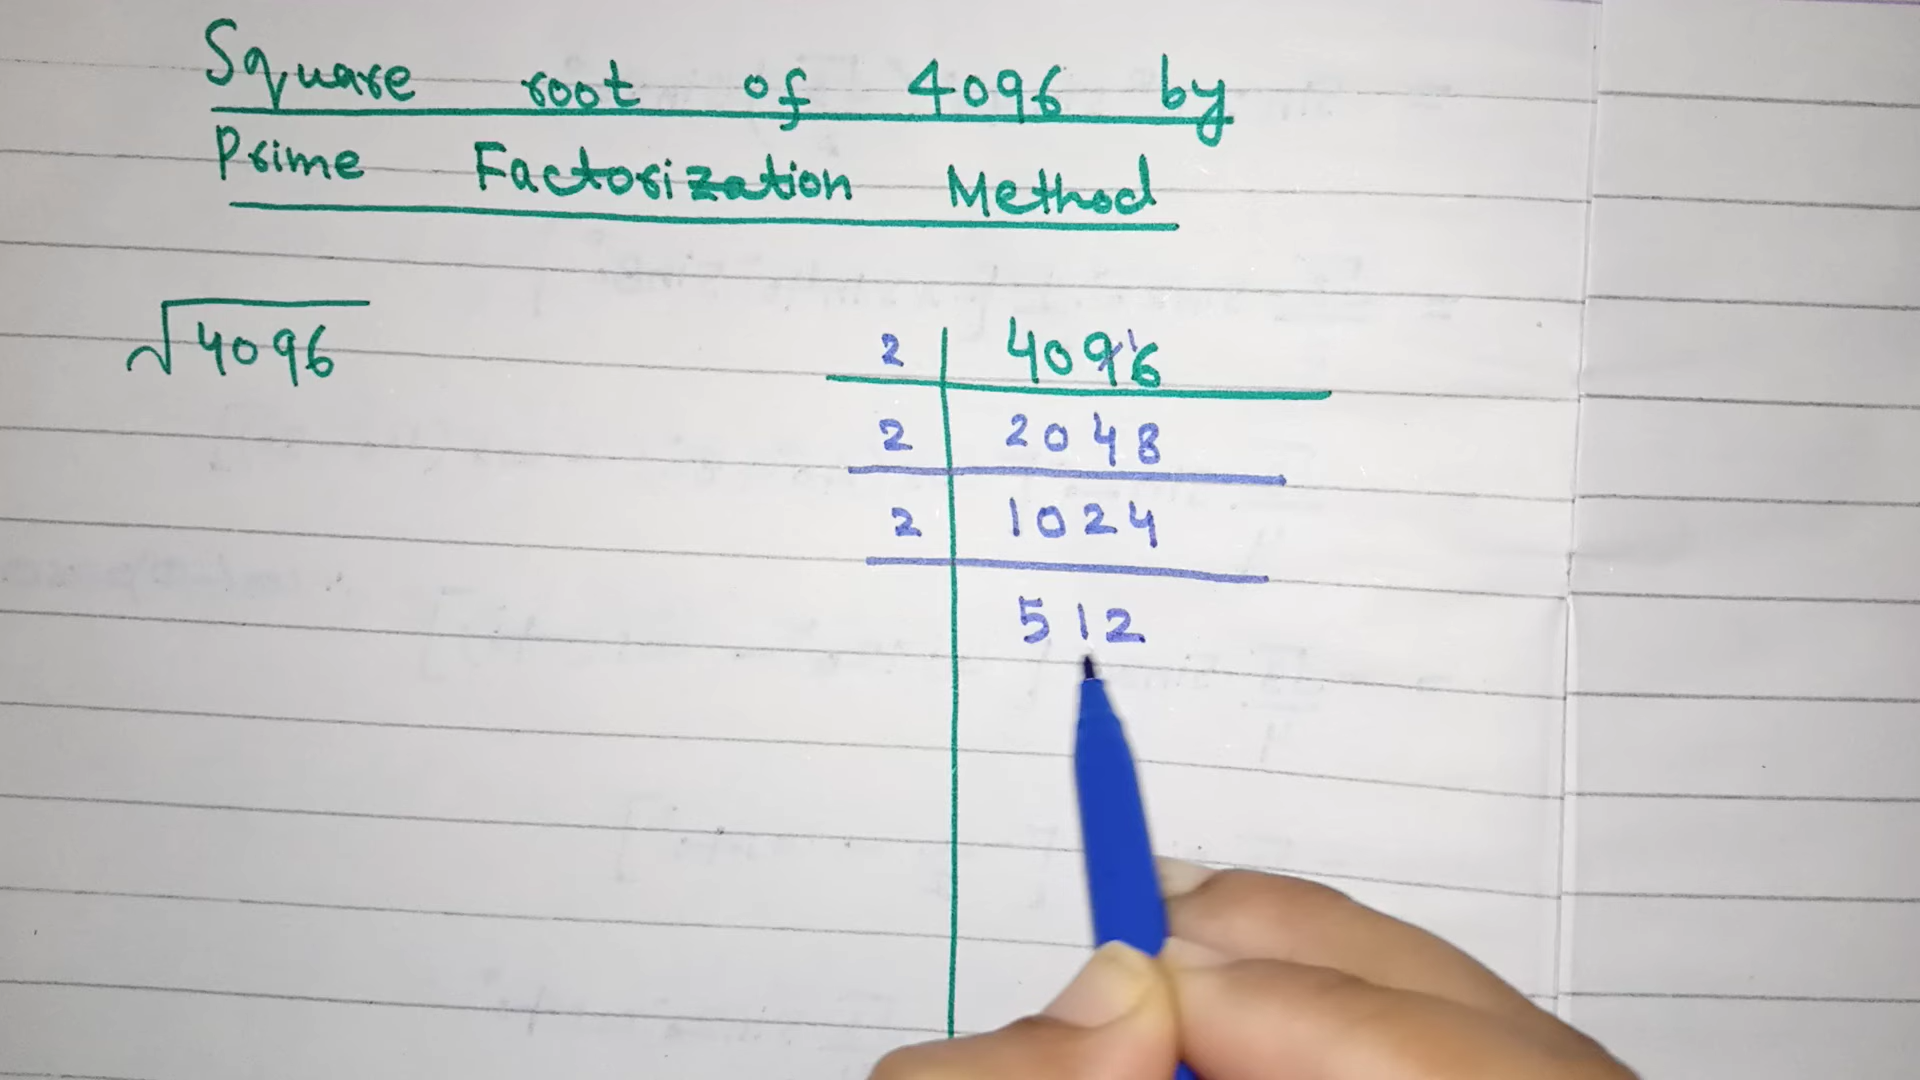 Square root of 4096 by
Prime Factorization Method
√4096
2 | 4096
2 | 2048
2 | 1024
512